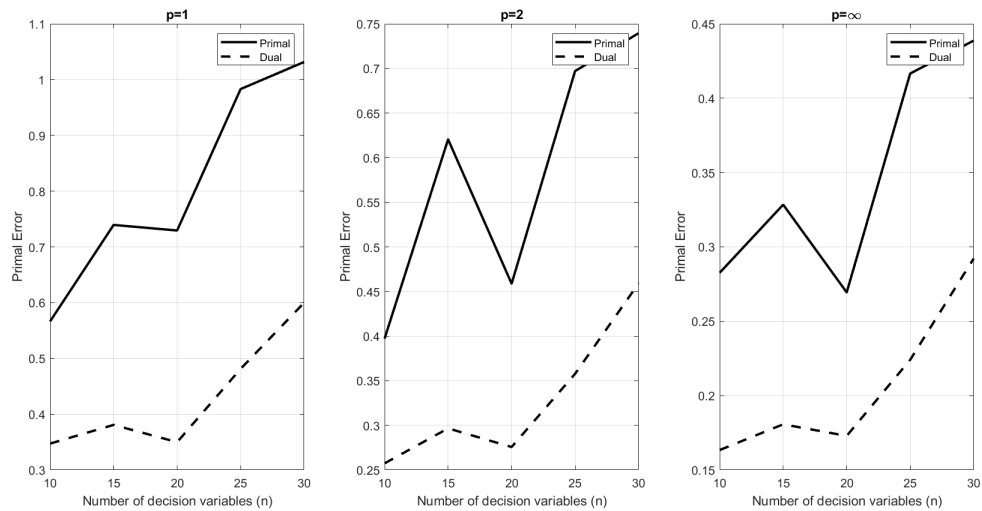 p=1
Primal
Dual
1.1
1
0.9
0.8
0.7
0.6
0.5
0.4
0.3
Primal Error
10
15
20
25
30
Number of decision variables (n)
p=2
Primal
Dual
0.75
0.7
0.65
0.6
0.55
0.5
0.45
0.4
0.35
0.3
0.25
Primal Error
10
15
20
25
30
Number of decision variables (n)
p=∞
Primal
Dual
0.45
0.4
0.35
0.3
0.25
0.2
0.15
Primal Error
10
15
20
25
30
Number of decision variables (n)